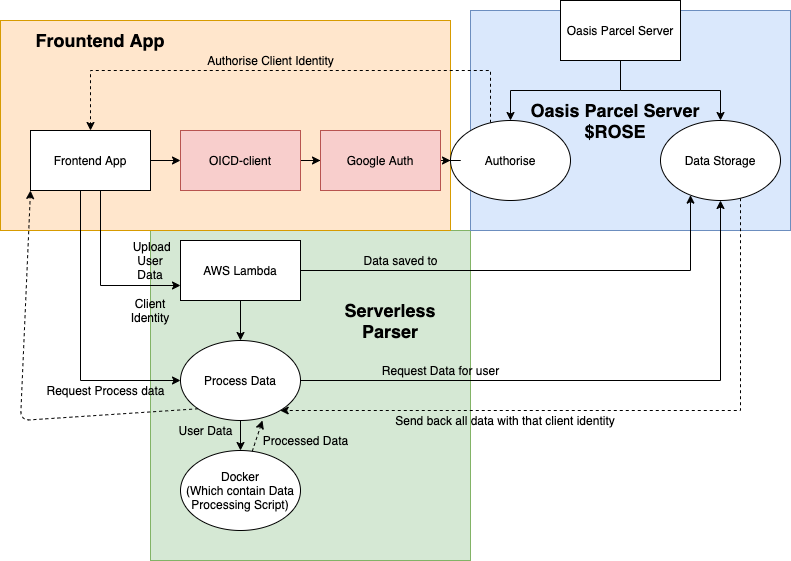 Oasis Parcel Server
Frountend App
Authorise Client Identity
Oasis Parcel Server
$ROSE
Frontend App
OICD-client
Google Auth
Authorise
Data Storage
Upload
User
Data
AWS Lambda
Data saved to
Client
Identity
Serverless
Parser
Process Data
Request Data for user
Request Process data
Send back all data with that client identity
User Data
Processed Data
Docker
(Which contain Data
Processing Script)